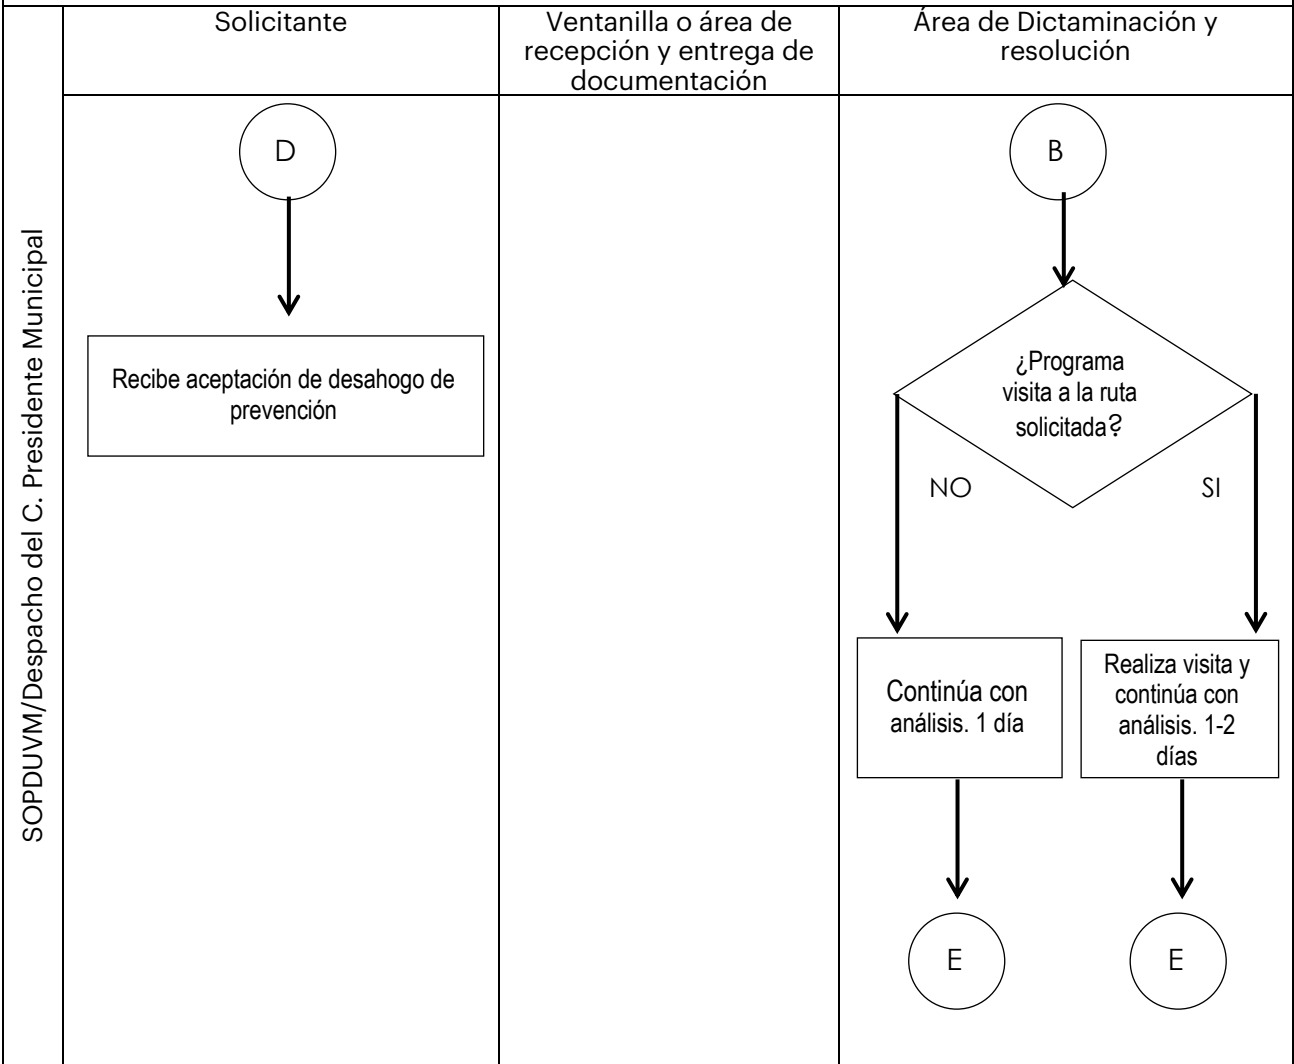 Solicitante
Ventanilla o área de
recepción y entrega de
documentación
Área de Dictaminación y
resolución
SOPDUVM/Despacho del C. Presidente Municipal
D
Recibe aceptación de desahogo de
prevención
B
¿Programa
visita a la ruta
solicitada?
NO
SI
Continúa con
análisis. 1 día
Realiza visita y
continúa con
análisis. 1-2
días
E
E